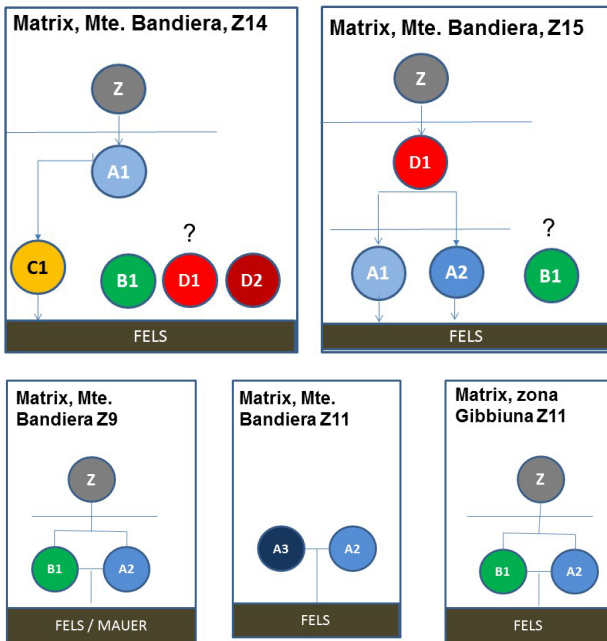 Matrix, Mte. Bandiera, Z14
Z
A1
?
C1
B1
D1
D2
FELS
Matrix, Mte. Bandiera, Z15
Z
D1
?
A1
A2
B1
FELS
Matrix, Mte.
Bandiera Z9
Z
B1
A2
FELS / MAUER
Matrix, Mte.
Bandiera Z11
A3
A2
FELS
Matrix, zona
Gibbiuna Z11
Z
B1
A2
FELS